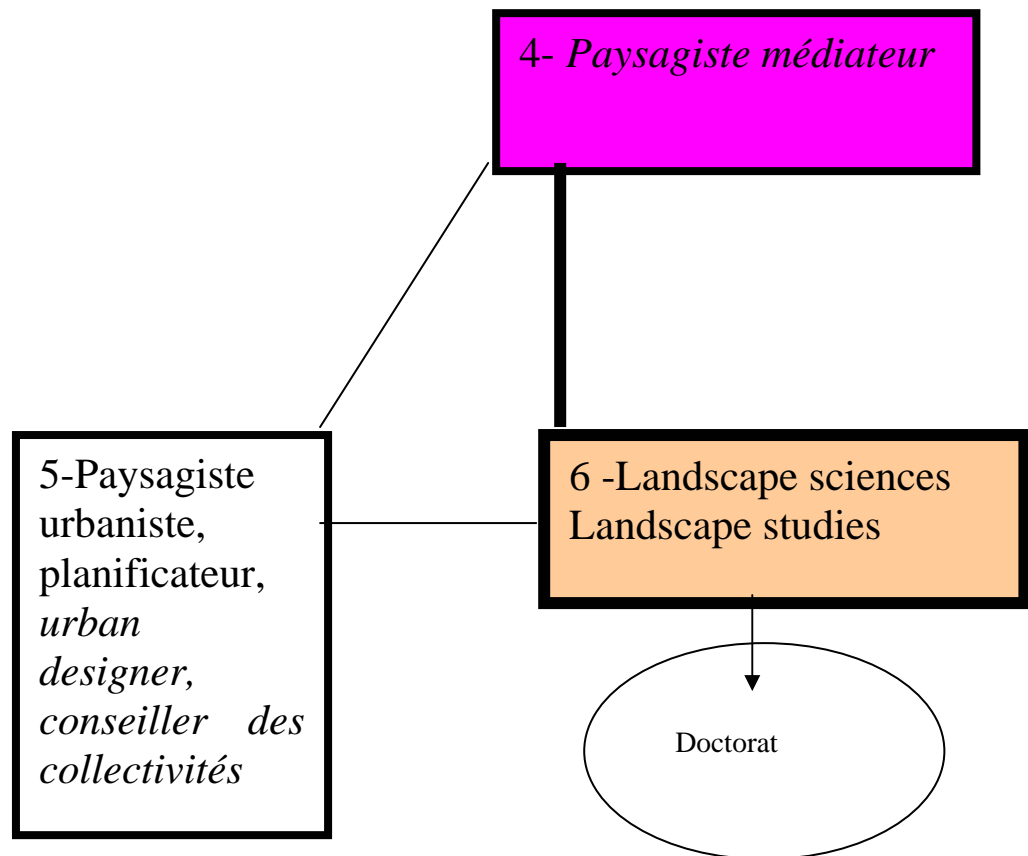 4- Paysagiste médiateur
5-Paysagiste
urbaniste,
planificateur,
urban
designer,
conseiller des
collectivités
6 -Landscape sciences
Landscape studies
Doctorat